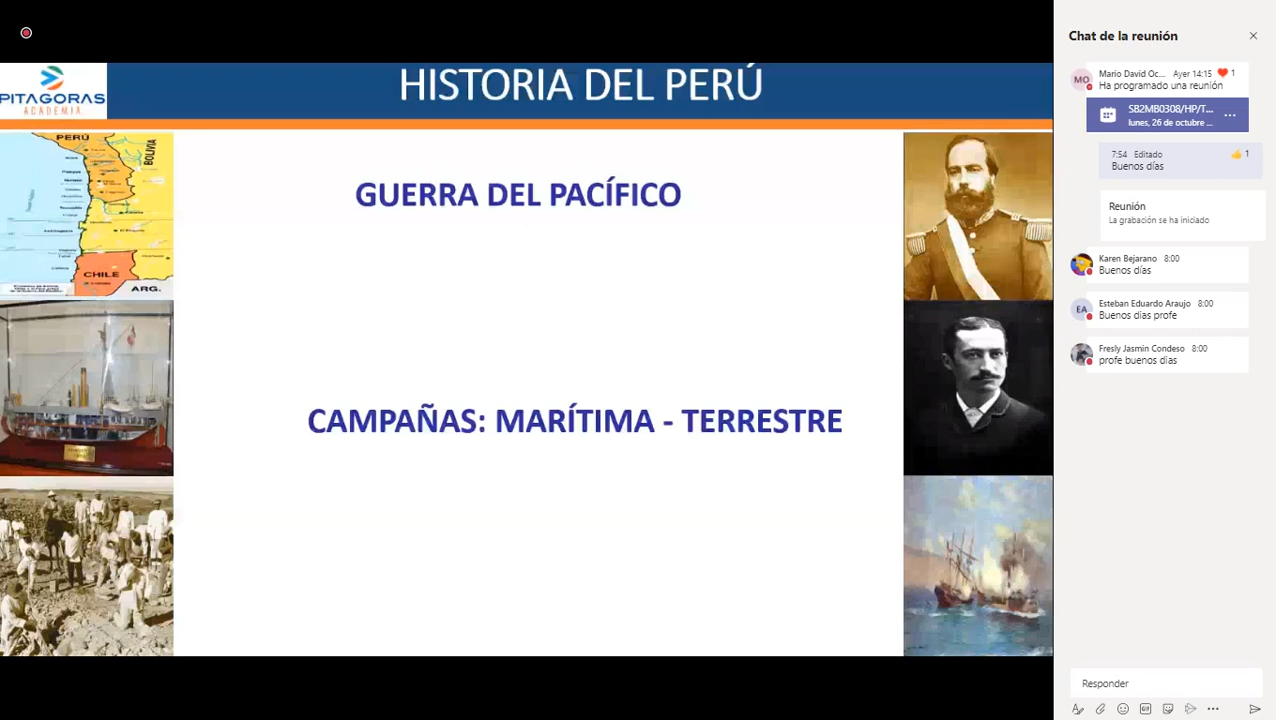 HISTORIA DEL PERÚ
PITAGORAS
ACADEMIA
PERÚ
BOLIVIA
CHILE
ARG.
GUERRA DEL PACÍFICO
CAMPAÑAS: MARÍTIMA - TERRESTRE
Chat de la reunión
MO
Mario David Oc... Ayer 14:15 1
Ha programado una reunión
SB2MB0308/HP/T...
lunes, 26 de octubre ...
7:54 Editado 1
Buenos días
Reunión
La grabación se ha iniciado
Karen Bejarano 8:00
Buenos días
EA
Esteban Eduardo Araujo 8:00
Buenos dias profe
Fresly Jasmin Condeso 8:00
profe buenos días
Responder
GIF